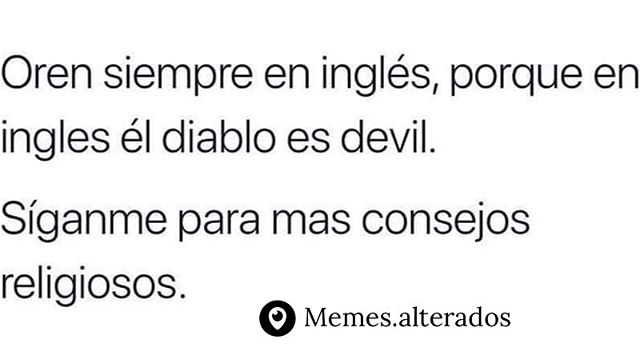 Oren siempre en inglés, porque en
ingles él diablo es devil.
Síganme para mas consejos
religiosos.
Memes.alterados